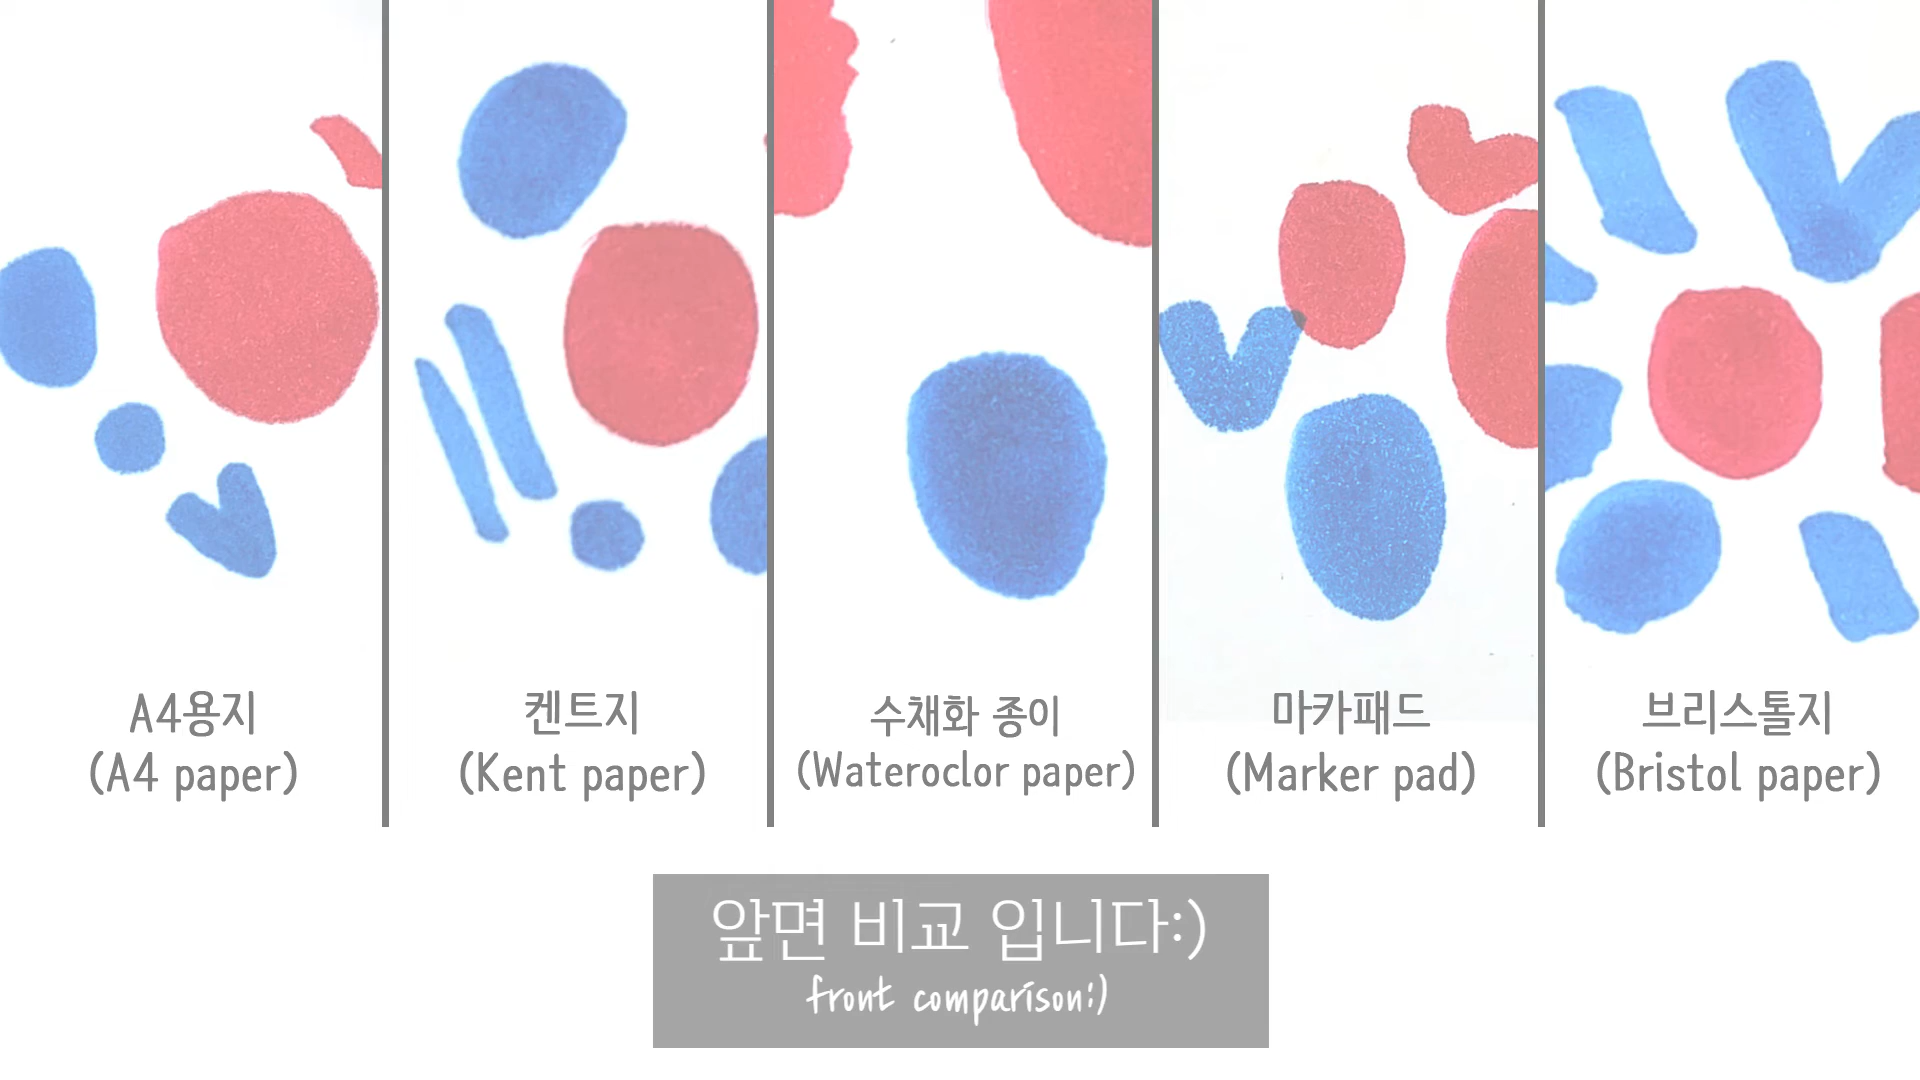 A4용지
(A4 paper)
켄트지
(Kent paper)
수채화 종이
(Wateroclor paper)
마카패드
(Marker pad)
브리스톨지
(Bristol paper)
앞면 비교 입니다:)
front comparison:)